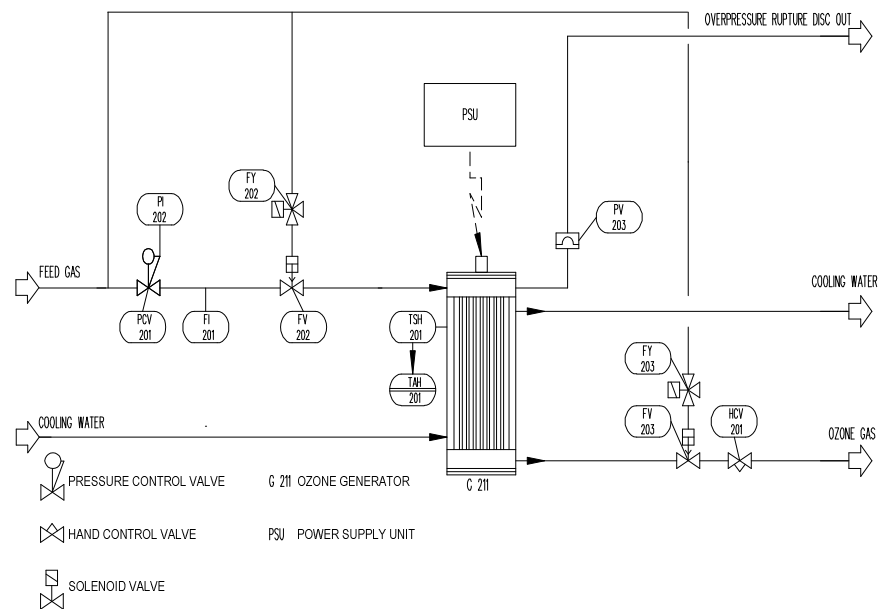 OVERPRESSURE RUPTURE DISC OUT
PSU
FY
202
PI
202
PV
203
FEED GAS
COOLING WATER
PCV
201
FI
201
FV
202
TSH
201
FY
203
TAH
201
FV
203
HCV
201
COOLING WATER
OZONE GAS
G 211
PRESSURE CONTROL VALVE
G 211 OZONE GENERATOR
HAND CONTROL VALVE
PSU POWER SUPPLY UNIT
SOLENOID VALVE